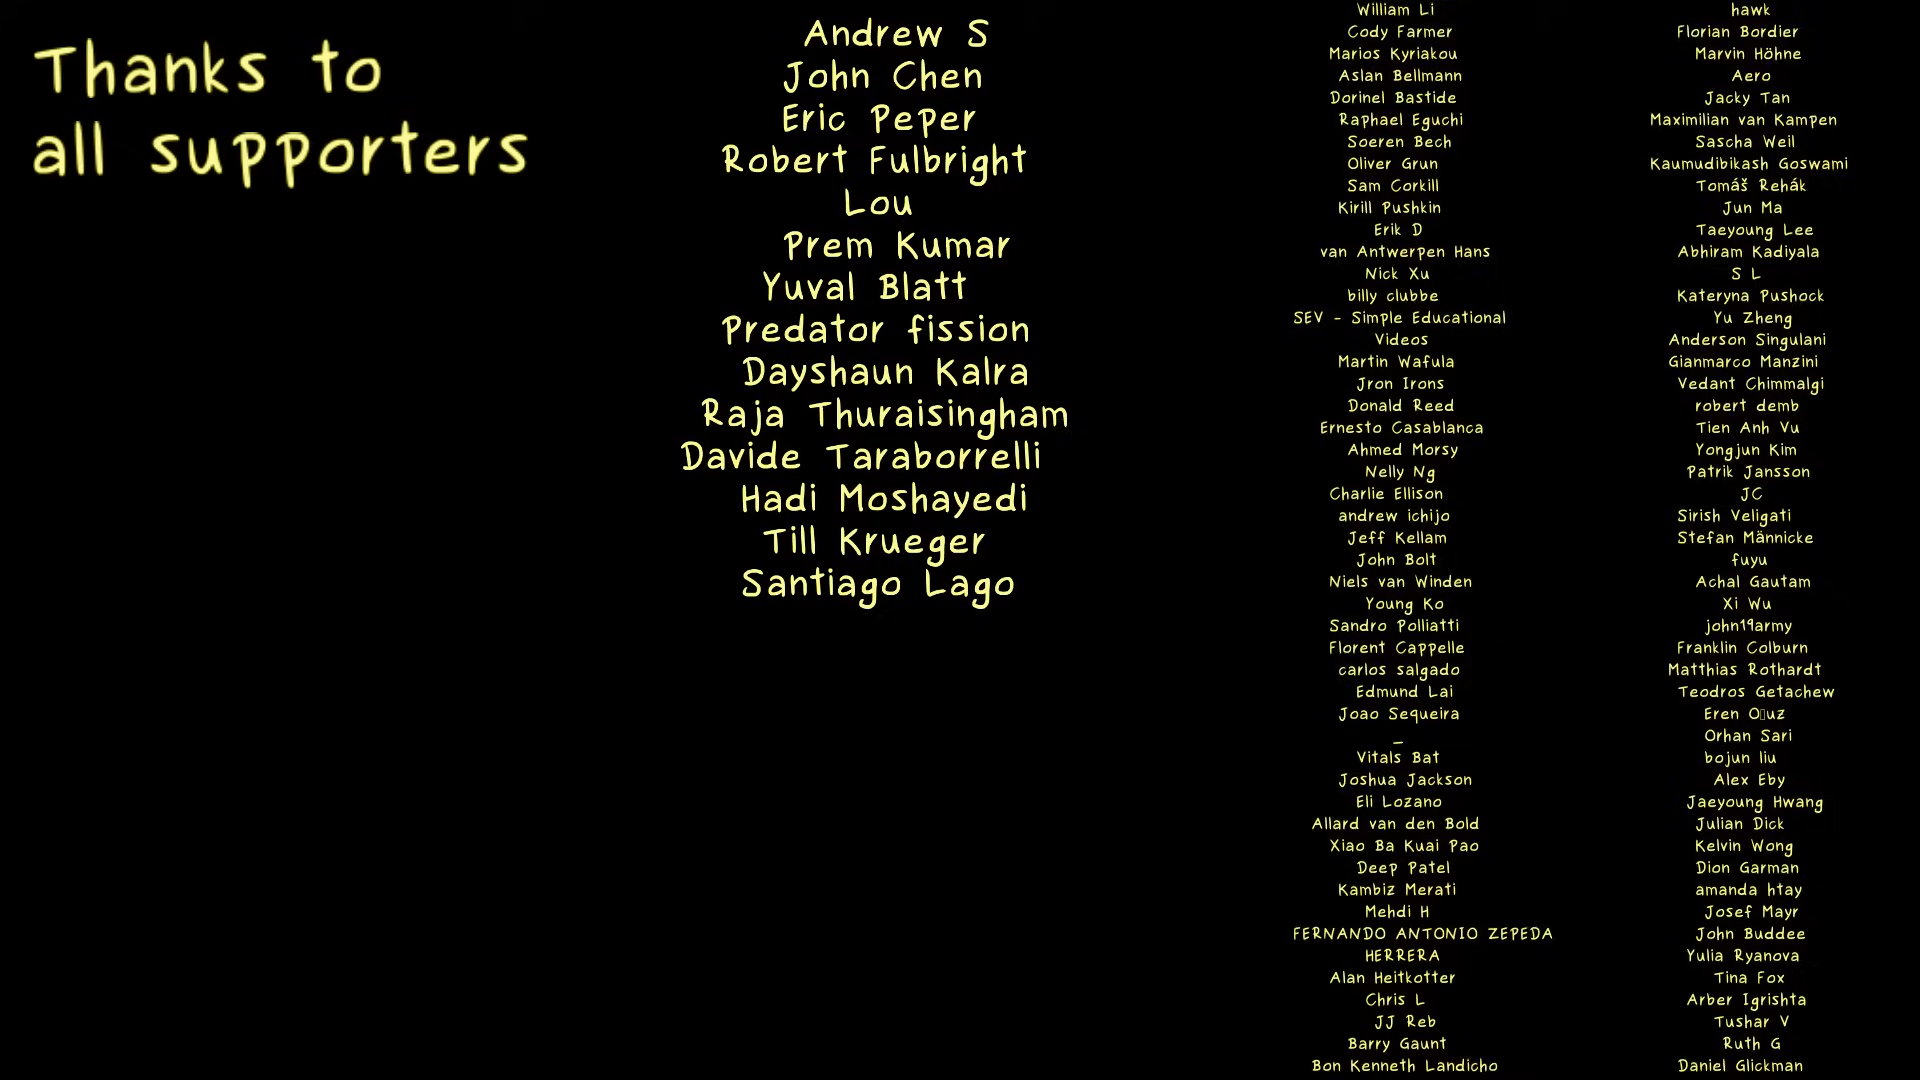 Thanks to
all supporters
Andrew S
John Chen
Eric Peper
Robert Fulbright
Lou
Prem Kumar
Yuval Blatt
Predator fission
Dayshaun Kalra
Raja Thuraisingham
Davide Taraborrelli
Hadi Moshayedi
Till Krueger
Santiago Lago
William Li
Cody Farmer
Marios Kyriakou
Aslan Bellmann
Dorinel Bastide
Raphael Eguchi
Soeren Bech
Oliver Grun
Sam Corkill
Kirill Pushkin
Erik D
van Antwerpen Hans
Nick Xu
billy clubbe
SEV - Simple Educational
Videos
Martin Wafula
Jron Irons
Donald Reed
Ernesto Casablanca
Ahmed Morsy
Nelly Ng
Charlie Ellison
andrew ichijo
Jeff Kellam
John Bolt
Niels van Winden
Young Ko
Sandro Polliatti
Florent Cappelle
carlos salgado
Edmund Lai
Joao Sequeira
_
Vitals Bat
Joshua Jackson
Eli Lozano
Allard van den Bold
Xiao Ba Kuai Pao
Deep Patel
Kambiz Merati
Mehdi H
FERNANDO ANTONIO ZEPEDA
HERRERA
Alan Heitkotter
Chris L
JJ Reb
Barry Gaunt
Bon Kenneth Landicho
hawk
Florian Bordier
Marvin Höhne
Aero
Jacky Tan
Maximilian van Kampen
Sascha Weil
Kaumudibikash Goswami
Tomáš Rehák
Jun Ma
Taeyoung Lee
Abhiram Kadiyala
S L
Kateryna Pushock
Yu Zheng
Anderson Singulani
Gianmarco Manzini
Vedant Chimmalgi
robert demb
Tien Anh Vu
Yongjun Kim
Patrik Jansson
JC
Sirish Veligati
Stefan Männicke
fuyu
Achal Gautam
Xi Wu
john19army
Franklin Colburn
Matthias Rothardt
Teodros Getachew
Eren O▯uz
Orhan Sari
bojun liu
Alex Eby
Jaeyoung Hwang
Julian Dick
Kelvin Wong
Dion Garman
amanda htay
Josef Mayr
John Buddee
Yulia Ryanova
Tina Fox
Arber Igrishta
Tushar V
Ruth G
Daniel Glickman